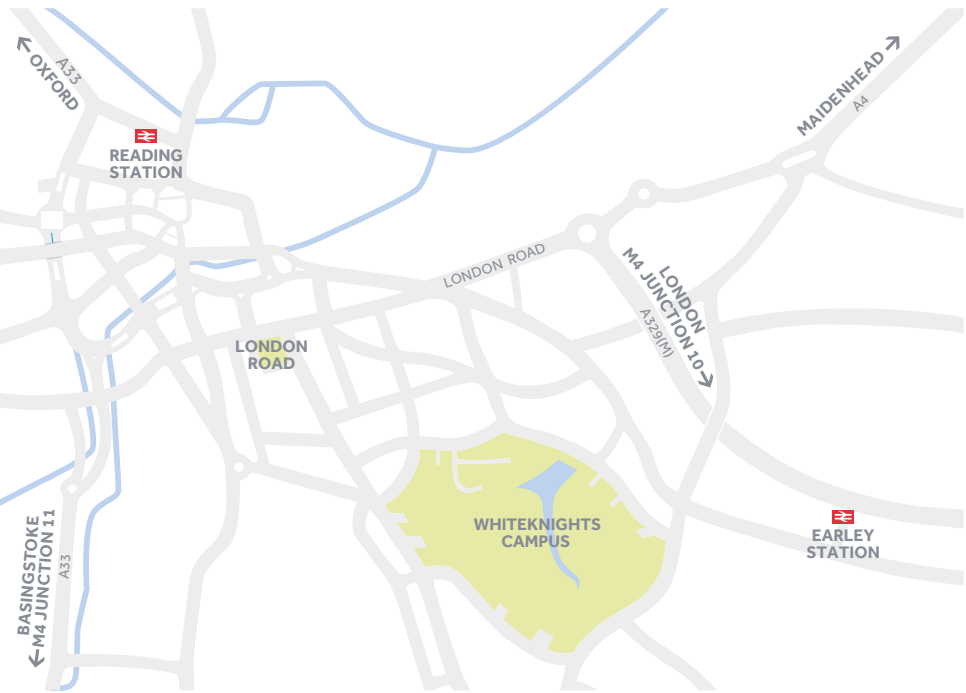 A33
OXFORD
MAIDENHEAD
A4
READING
STATION
LONDON ROAD
LONDON
M4 JUNCTION 10
A329(M)
LONDON
ROAD
WHITEKNIGHTS
CAMPUS
EARLEY
STATION
BASINGSTOKE
M4 JUNCTION 11
A33